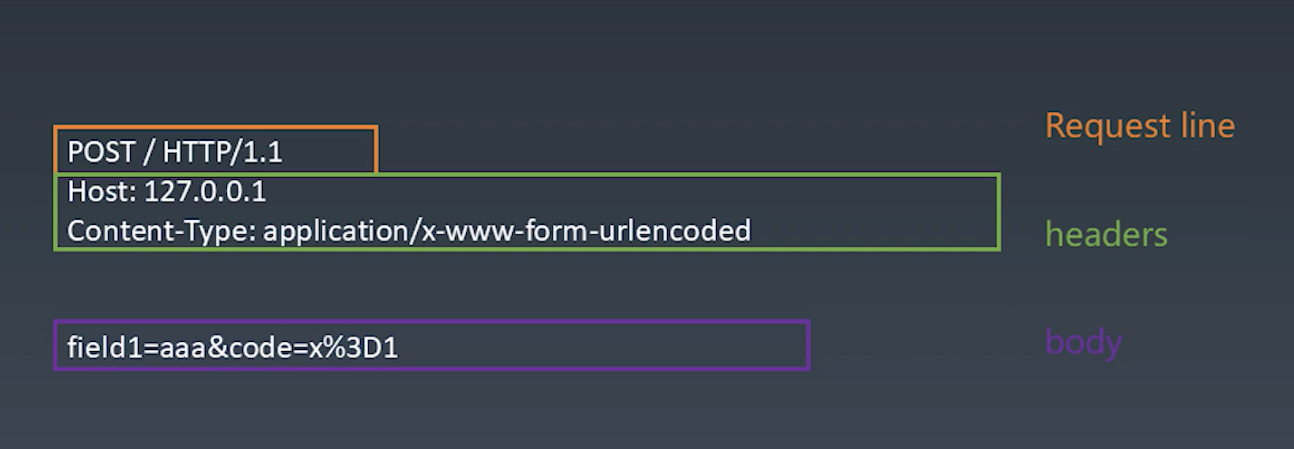 Request line
POST / HTTP/1.1
Host: 127.0.0.1
Content-Type: application/x-www-form-urlencoded
headers
field1=aaa&code=x%3D1
body